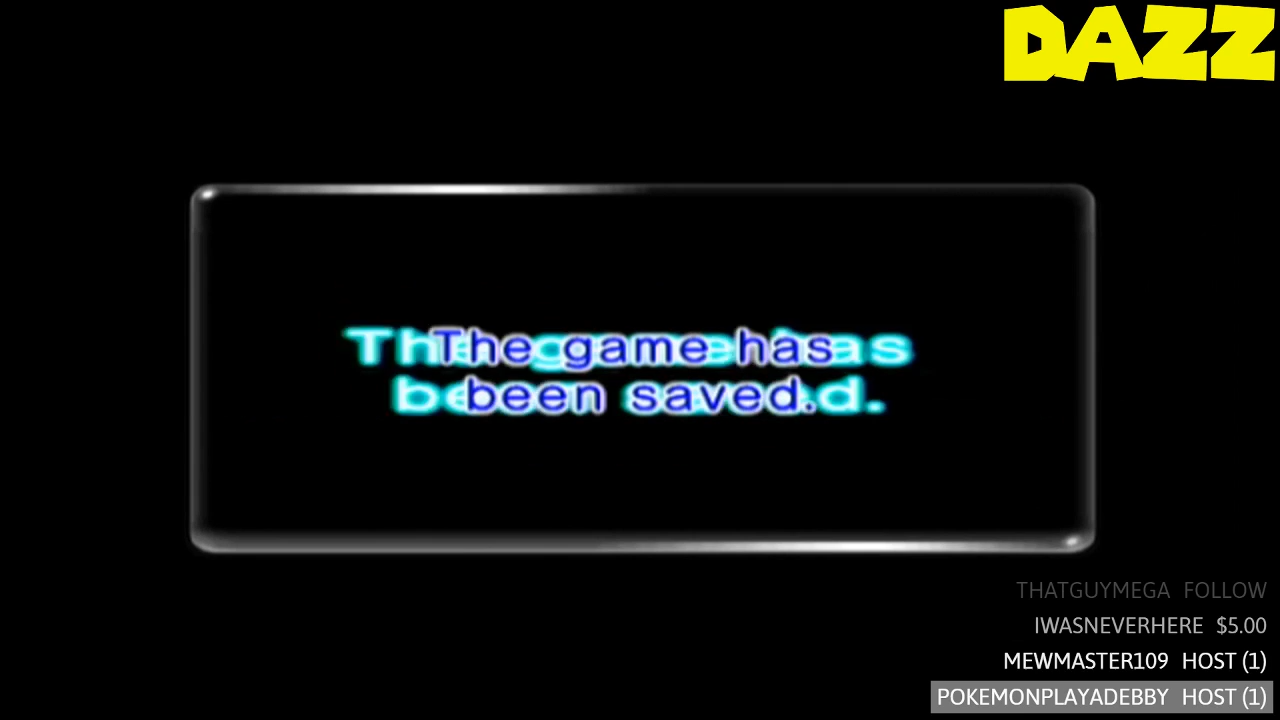 DAZZ
The game has
been saved.
THATGUYMEGA FOLLOW
IWASNEVERHERE $5.00
MEWMASTER109 HOST (1)
POKEMONPLAYADEBBY HOST (1)